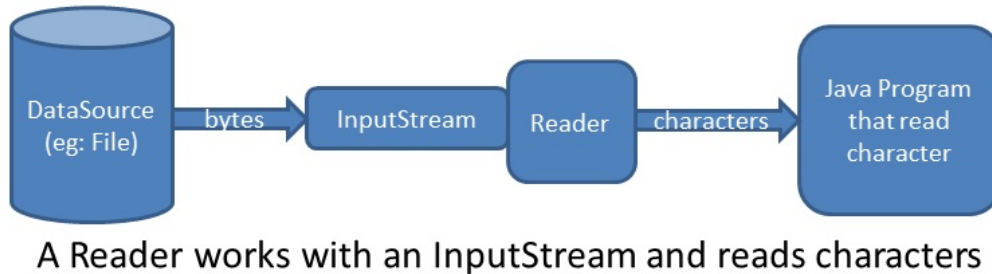 DataSource
(eg: File)
bytes
InputStream
Reader
characters
Java Program
that read
character
A Reader works with an InputStream and reads characters